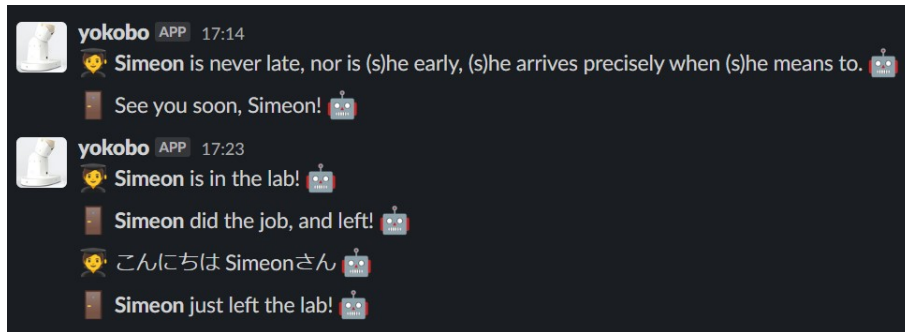 yokobo APP 17:14
🧑‍🎓 Simeon is never late, nor is (s)he early, (s)he arrives precisely when (s)he means to. 🤖
🚪 See you soon, Simeon! 🤖
yokobo APP 17:23
🧑‍🎓 Simeon is in the lab! 🤖
🚪 Simeon did the job, and left! 🤖
🧑‍🎓 こんにちは Simeonさん 🤖
🚪 Simeon just left the lab! 🤖